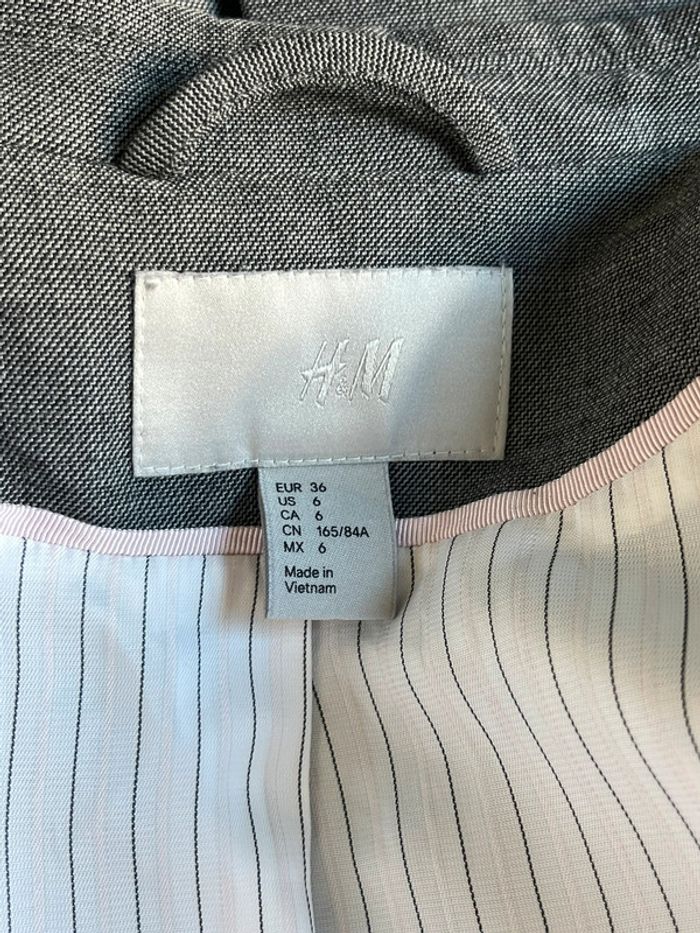 H&M
EUR 36
US 6
CA 6
CN 165/84A
MX 6
Made in
Vietnam